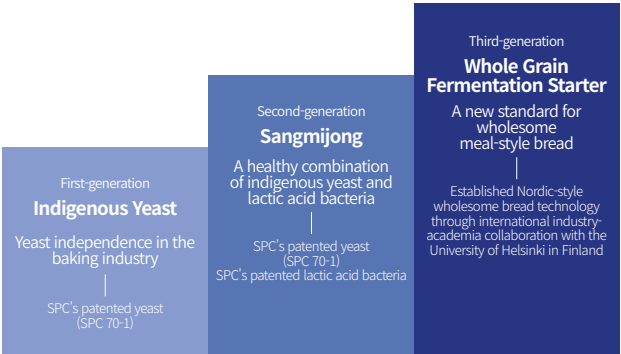 First-generation
Indigenous Yeast
Yeast independence in the
baking industry
SPC's patented yeast
(SPC 70-1)
Second-generation
Sangmijong
A healthy combination
of indigenous yeast and
lactic acid bacteria
SPC's patented yeast
(SPC 70-1)
SPC's patented lactic acid bacteria
Third-generation
Whole Grain
Fermentation Starter
A new standard for
wholesome
meal-style bread
Established Nordic-style
wholesome bread technology
through international industry-
academia collaboration with the
University of Helsinki in Finland